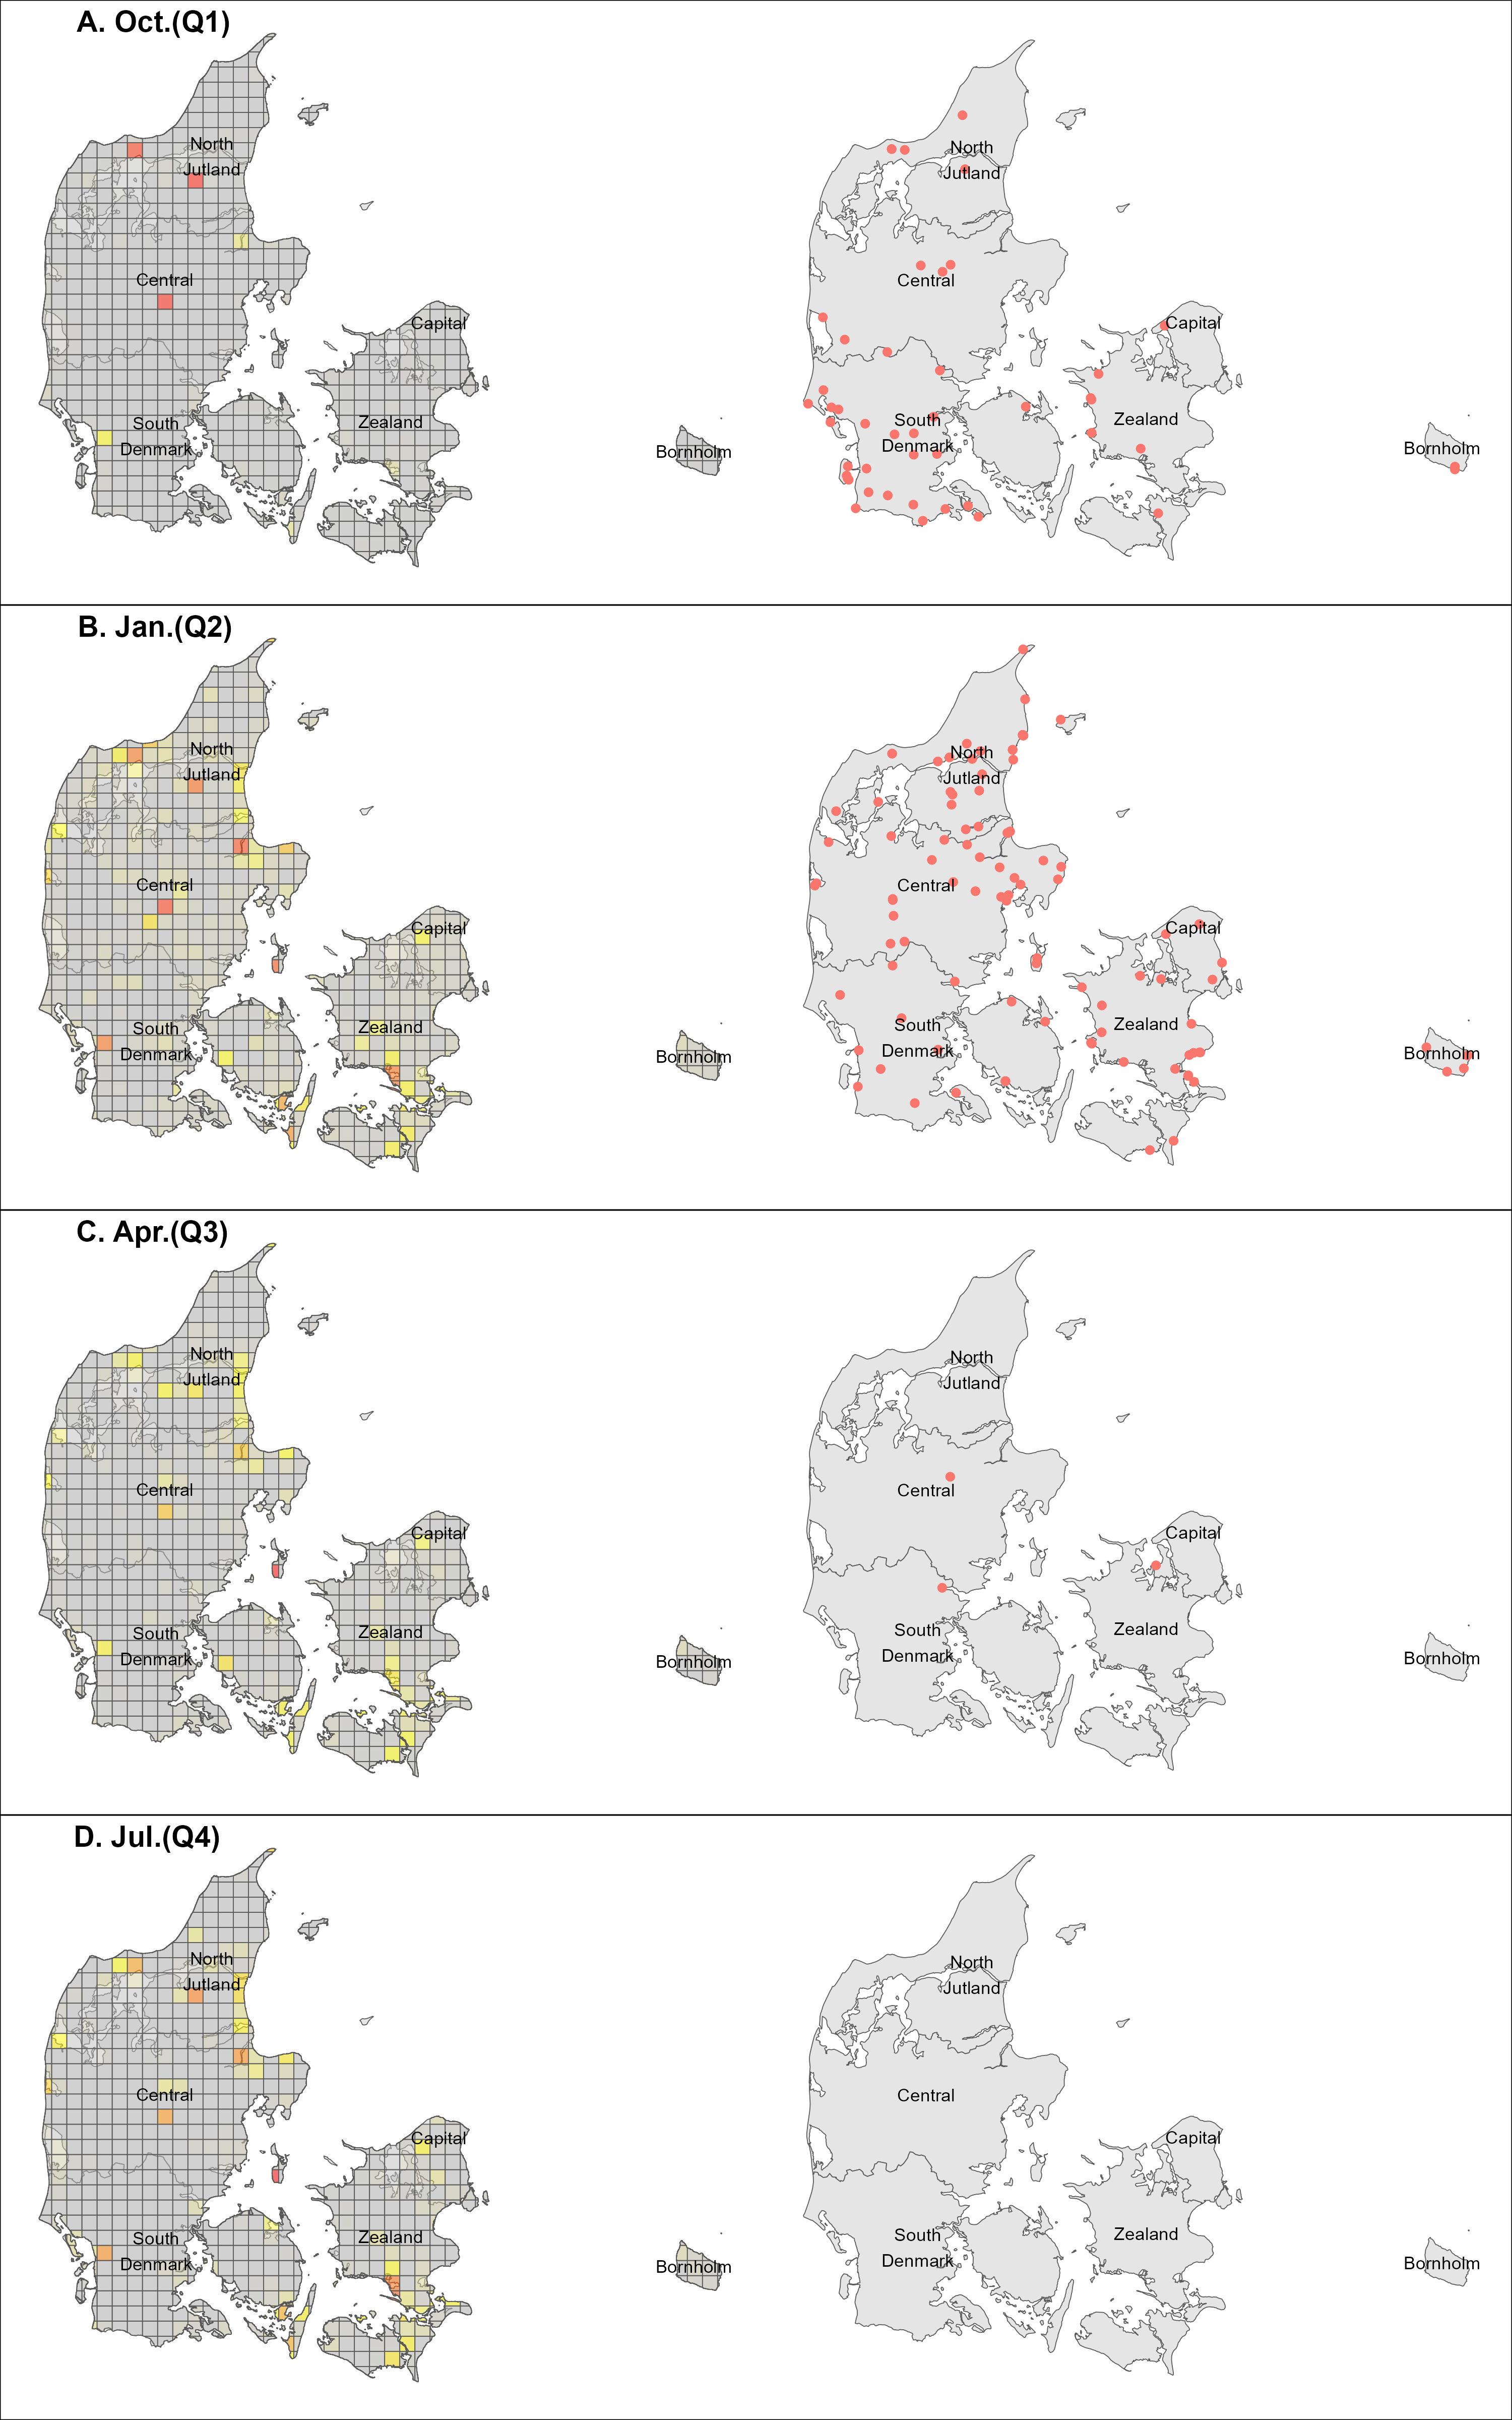 A. Oct.(Q1)
North
Jutland
Central
Capital
South
Denmark
Zealand
Bornholm
North
Jutland
Central
Capital
South
Denmark
Zealand
Bornholm
B. Jan.(Q2)
North
Jutland
Central
Capital
South
Denmark
Zealand
Bornholm
North
Jutland
Central
Capital
South
Denmark
Zealand
Bornholm
C. Apr.(Q3)
North
Jutland
Central
Capital
South
Denmark
Zealand
Bornholm
North
Jutland
Central
Capital
South
Denmark
Zealand
Bornholm
D. Jul.(Q4)
North
Jutland
Central
Capital
South
Denmark
Zealand
Bornholm
North
Jutland
Central
Capital
South
Denmark
Zealand
Bornholm